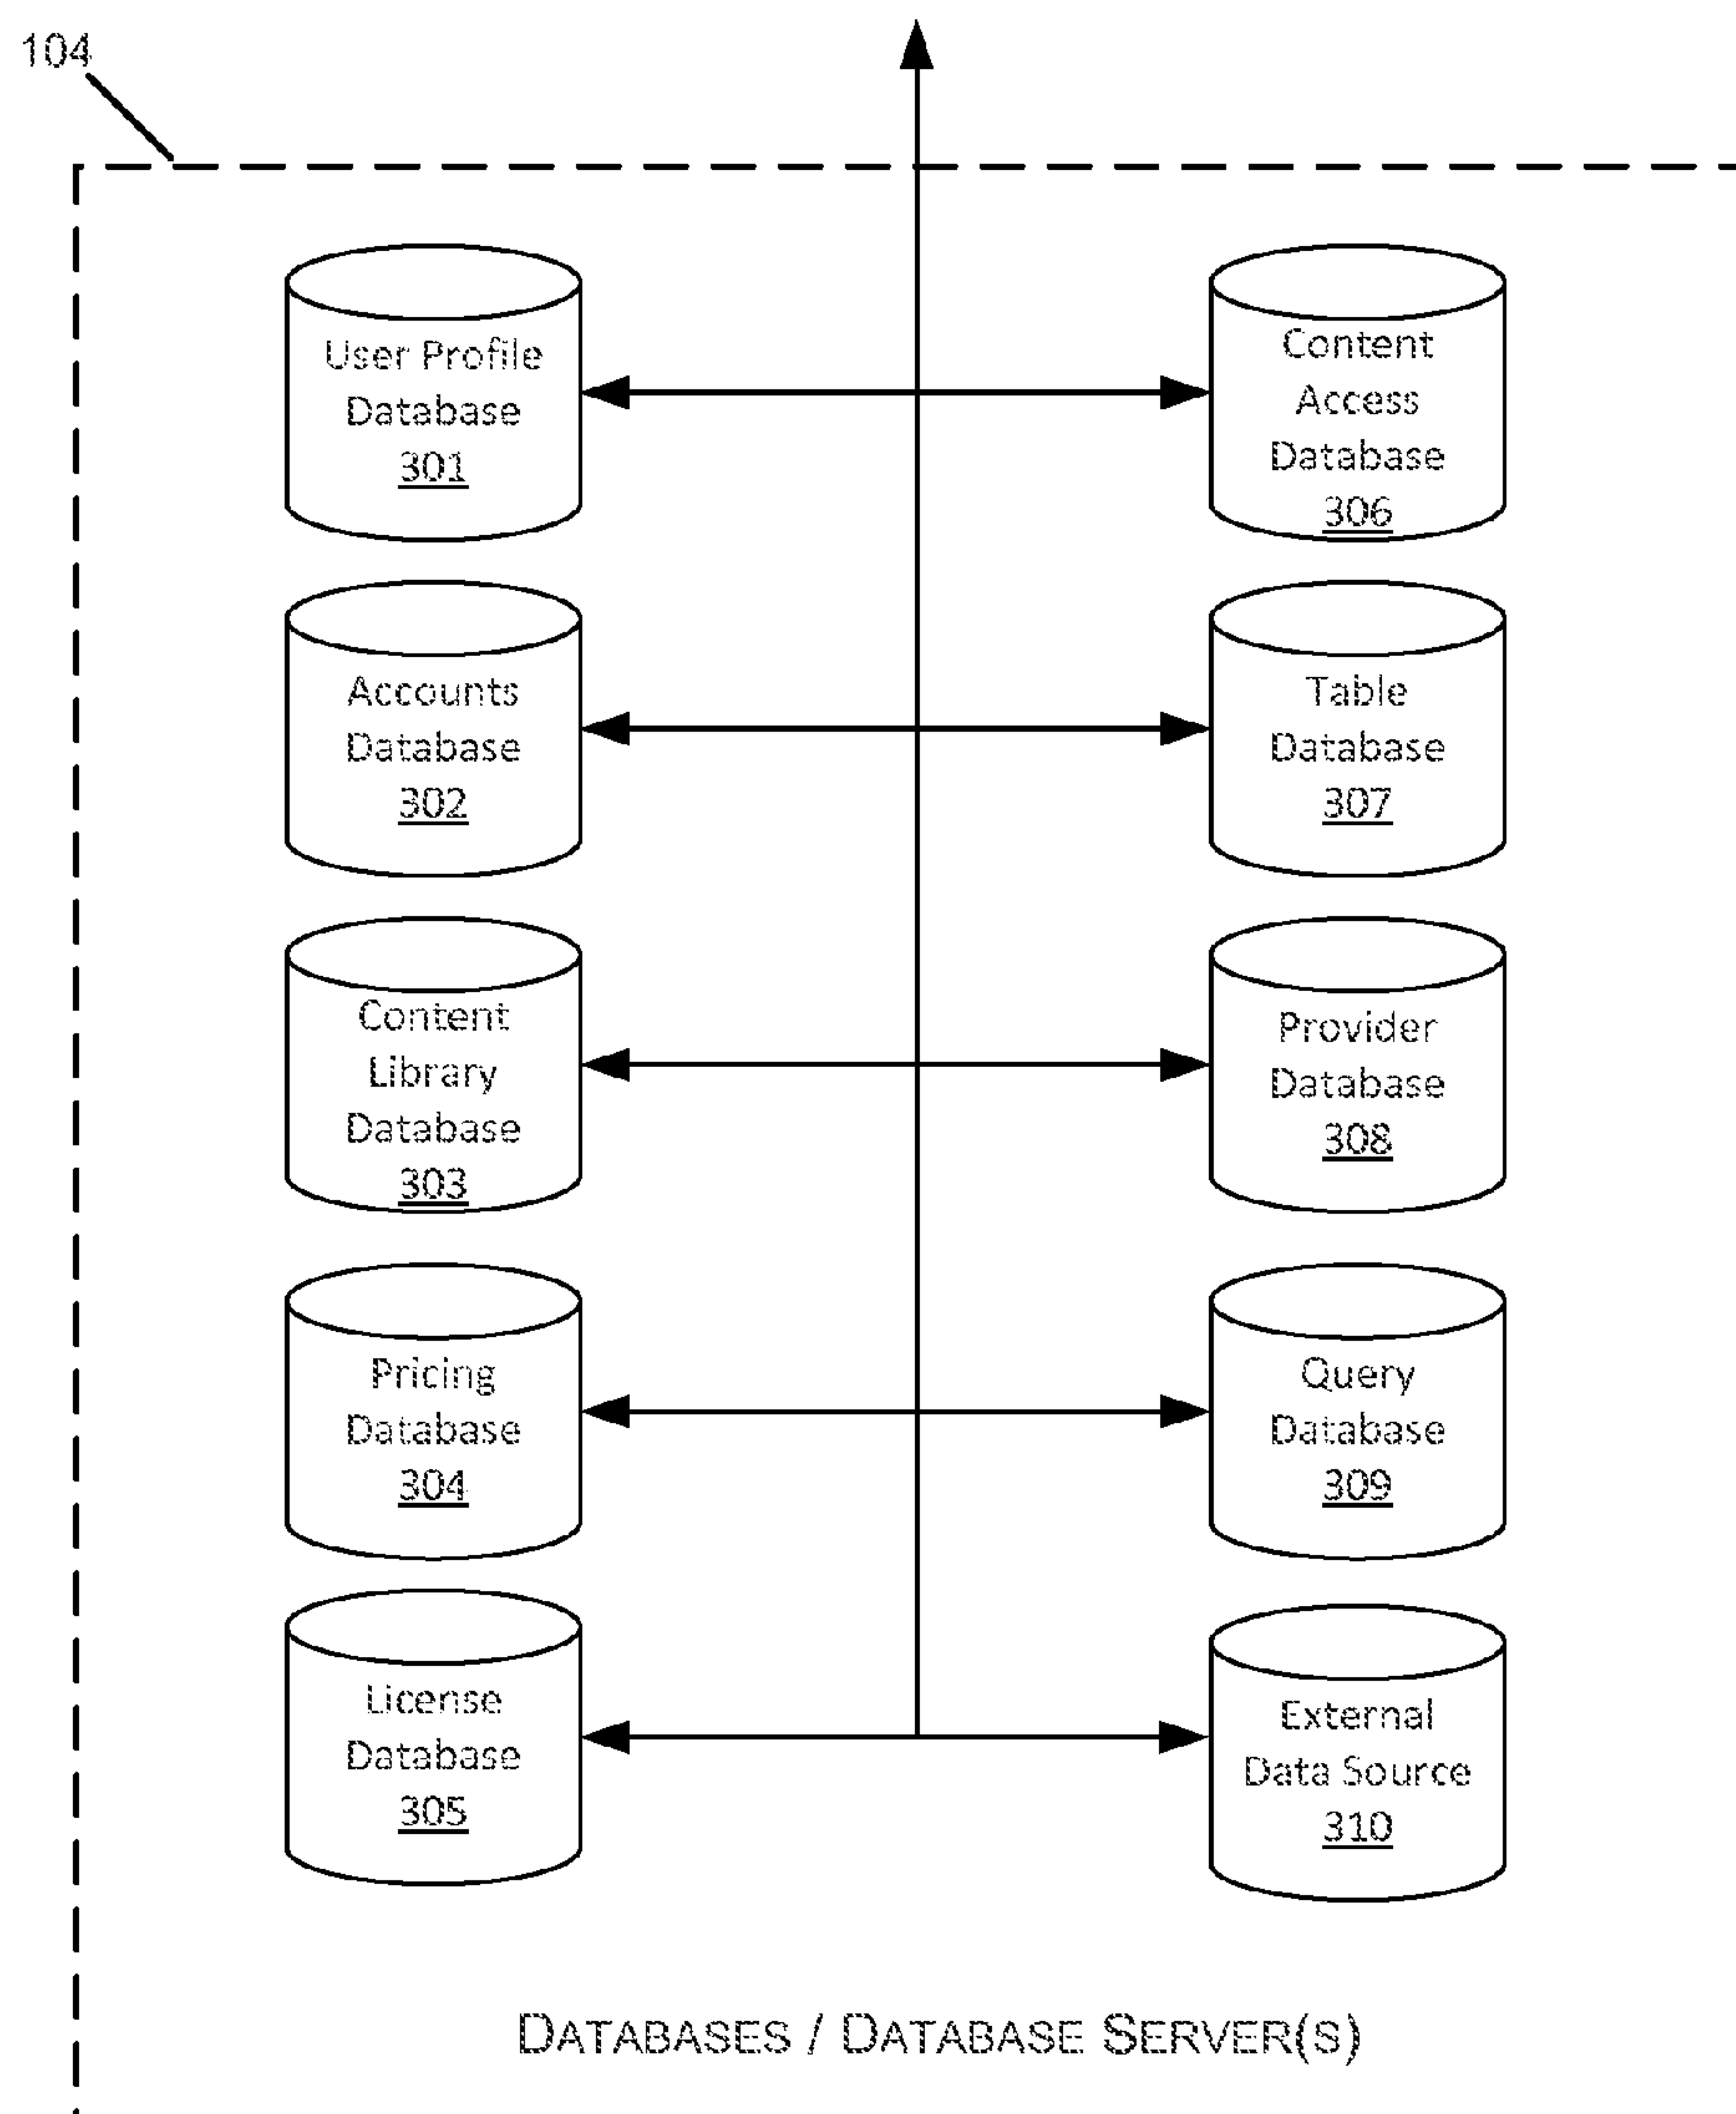 104
User Profile
Database
301
Content
Access
Database
306
Accounts
Database
302
Table
Database
307
Content
Library
Database
303
Provider
Database
308
Pricing
Database
304
Query
Database
309
License
Database
305
External
Data Source
310
DATABASES / DATABASE SERVER(S)